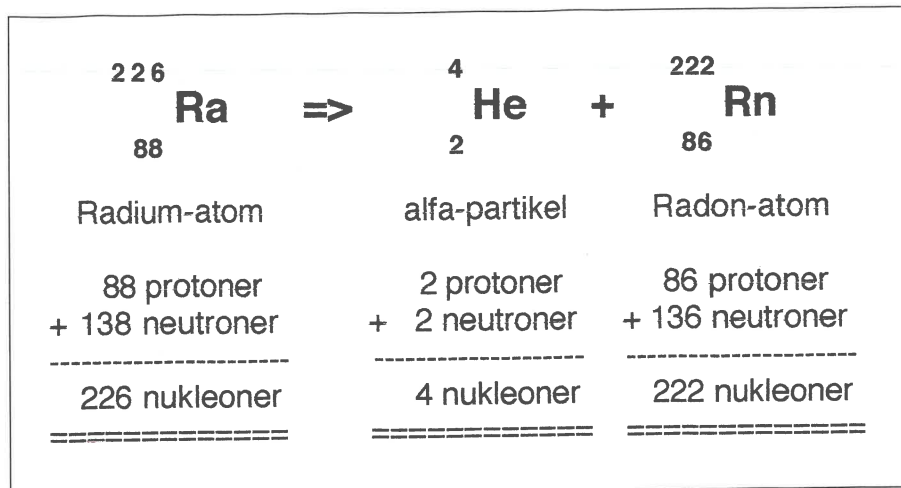 226 4 222
Ra => He + Rn
88 2 86
Radium-atom alfa-partikel Radon-atom
88 protoner 2 protoner 86 protoner
+ 138 neutroner + 2 neutroner + 136 neutroner
------------------------ --------------------- -----------------------
226 nukleoner 4 nukleoner 222 nukleoner
============= ============ =============